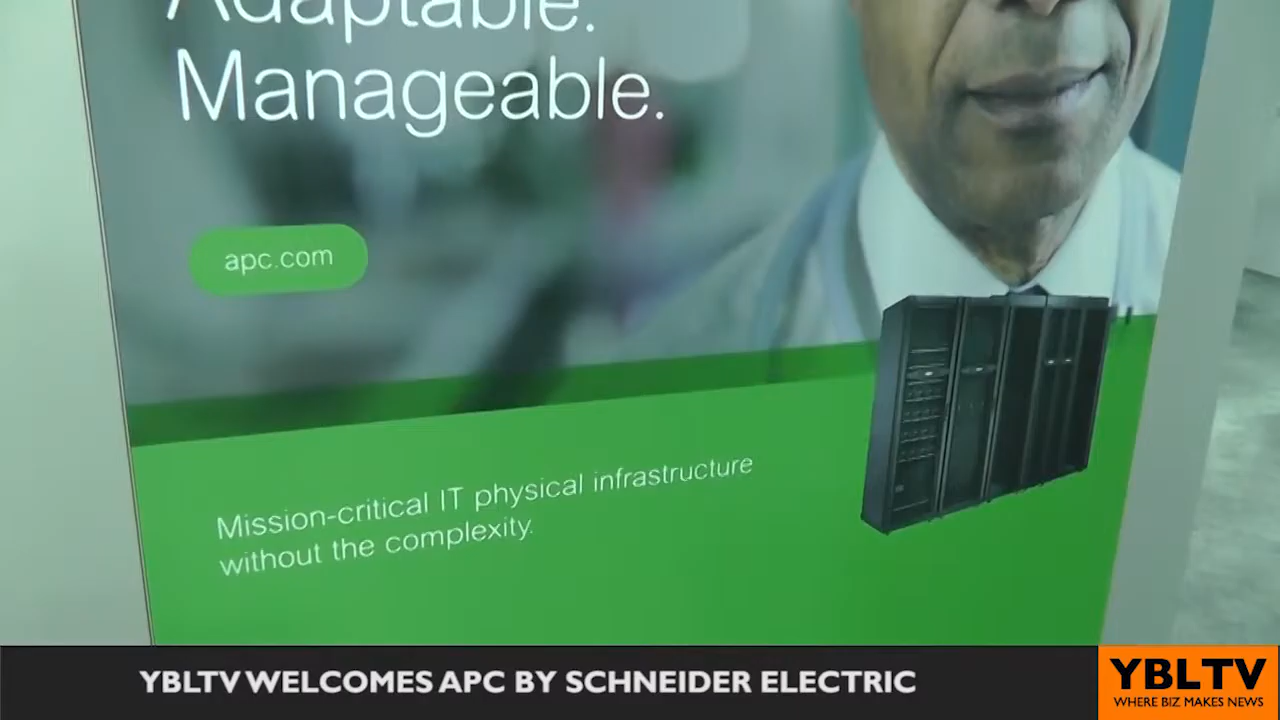 Adaptable.
Manageable.
apc.com
Mission-critical IT physical infrastructure
without the complexity.
YBLTV WELCOMES APC BY SCHNEIDER ELECTRIC
YBLTV
WHERE BIZ MAKES NEWS